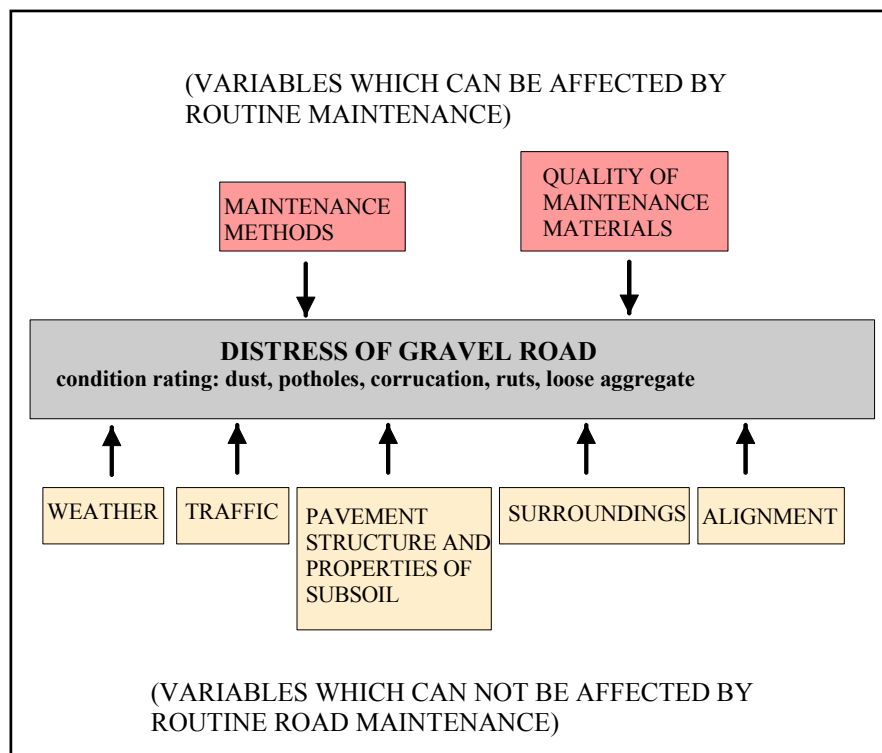 (VARIABLES WHICH CAN BE AFFECTED BY
ROUTINE MAINTENANCE)
MAINTENANCE
METHODS
QUALITY OF
MAINTENANCE
MATERIALS
DISTRESS OF GRAVEL ROAD
condition rating: dust, potholes, corrucation, ruts, loose aggregate
WEATHER
TRAFFIC
PAVEMENT
STRUCTURE AND
PROPERTIES OF
SUBSOIL
SURROUNDINGS
ALIGNMENT
(VARIABLES WHICH CAN NOT BE AFFECTED BY
ROUTINE ROAD MAINTENANCE)